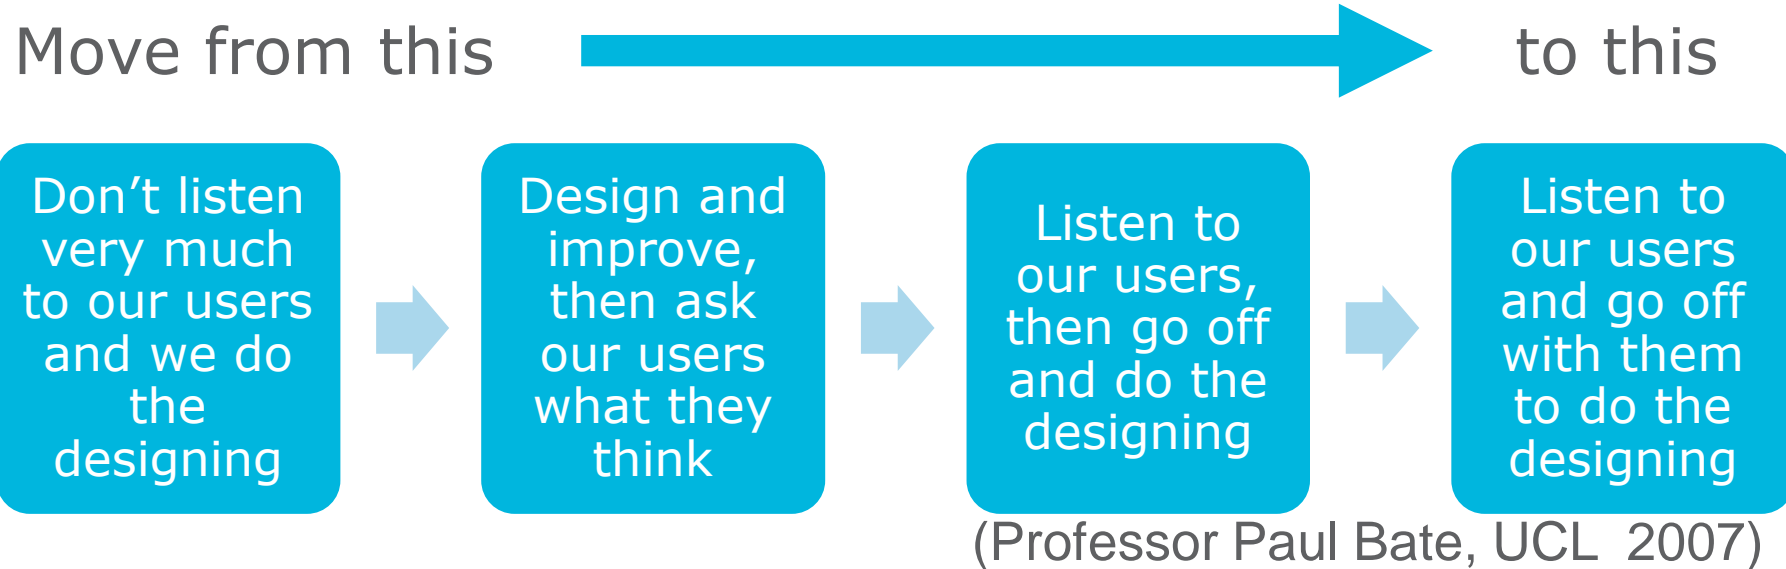 Move from this
to this
Don’t listen
very much
to our users
and we do
the
designing
Design and
improve,
then ask
our users
what they
think
Listen to
our users,
then go off
and do the
designing
Listen to
our users
and go off
with them
to do the
designing
(Professor Paul Bate, UCL  2007)